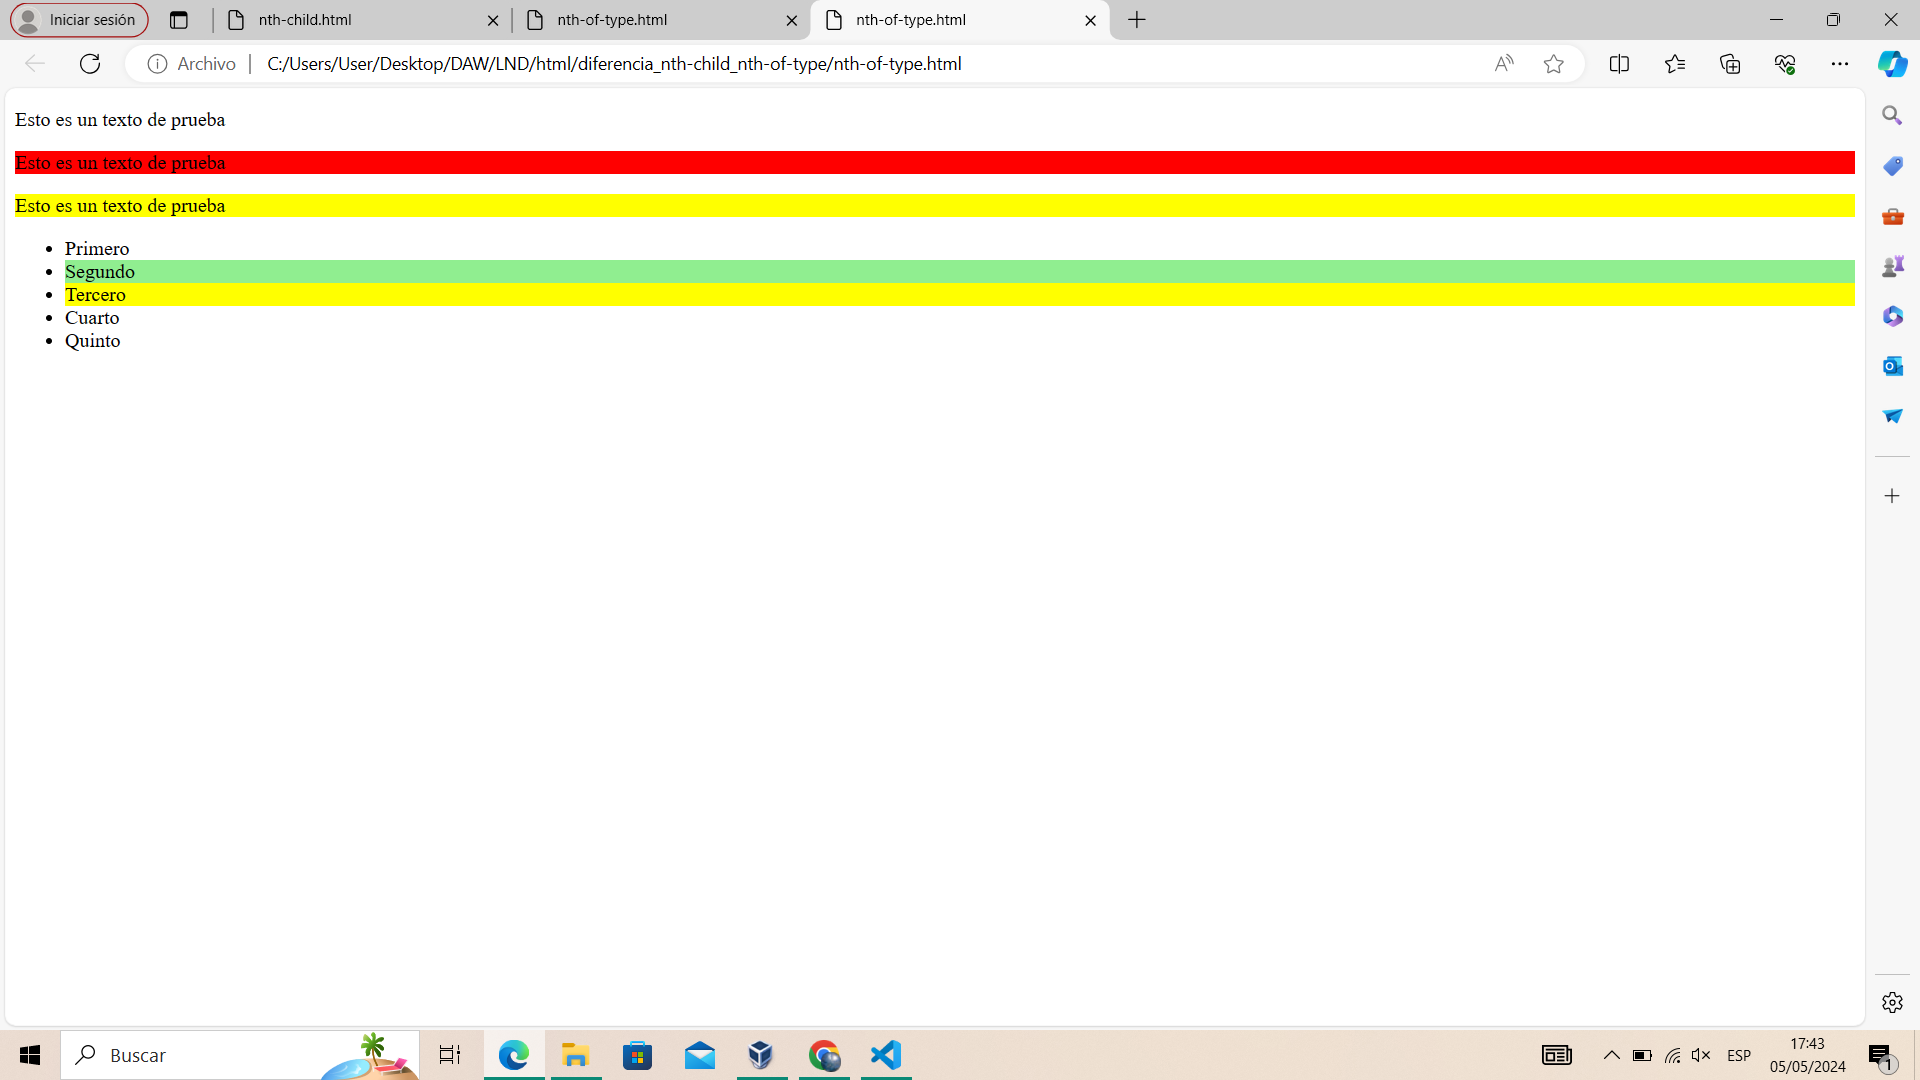 Iniciar sesión
nth-child.html
nth-of-type.html
nth-of-type.html
Archivo
C:/Users/User/Desktop/DAW/LND/html/diferencia_nth-child_nth-of-type/nth-of-type.html
Esto es un texto de prueba
Esto es un texto de prueba
Esto es un texto de prueba
• Primero
• Segundo
• Tercero
• Cuarto
• Quinto
Buscar
ESP
17:43
05/05/2024
1